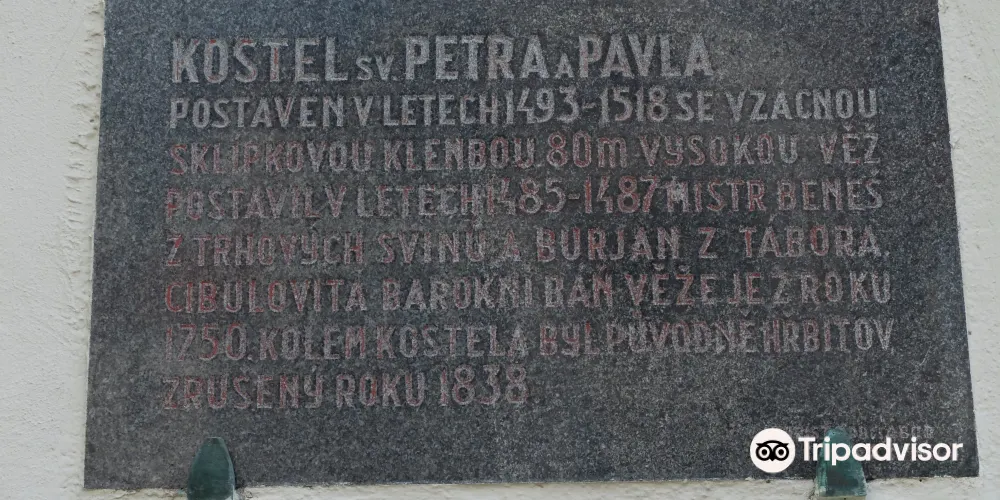 KOSTEL SV. PETRA A PAVLA
POSTAVEN V LETECH 1493-1518 SE VZÁCNOU
SKLÍPKOVOU KLENBOU. 80m VYSOKOU VĚŽ
POSTAVIL V LETECH 1485-1487 MISTR BENEŠ
Z TRHOVÝCH SVINŮ A BURJAN Z TÁBORA.
CIBULOVITÁ BAROKNÍ BÁŇ VĚŽE JE Z ROKU
1750. KOLEM KOSTELA BYL PŮVODNĚ HŘBITOV
ZRUŠENÝ ROKU 1838.
Tripadvisor